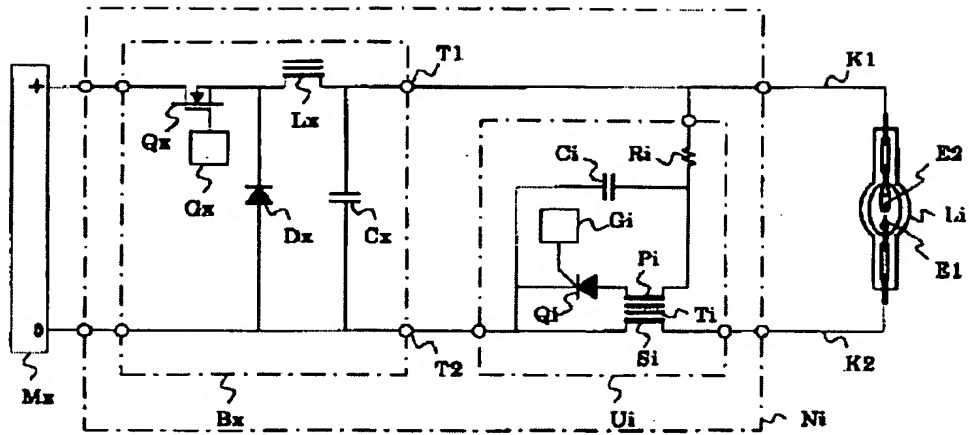 T1
K1
+
Lx
Qx
Ci
Ri
E2
Gx
Gi
Li
Dx
Cx
Pi
E1
Qi
Ti
T2
Si
K2
Mx
Bx
Ui
Ni